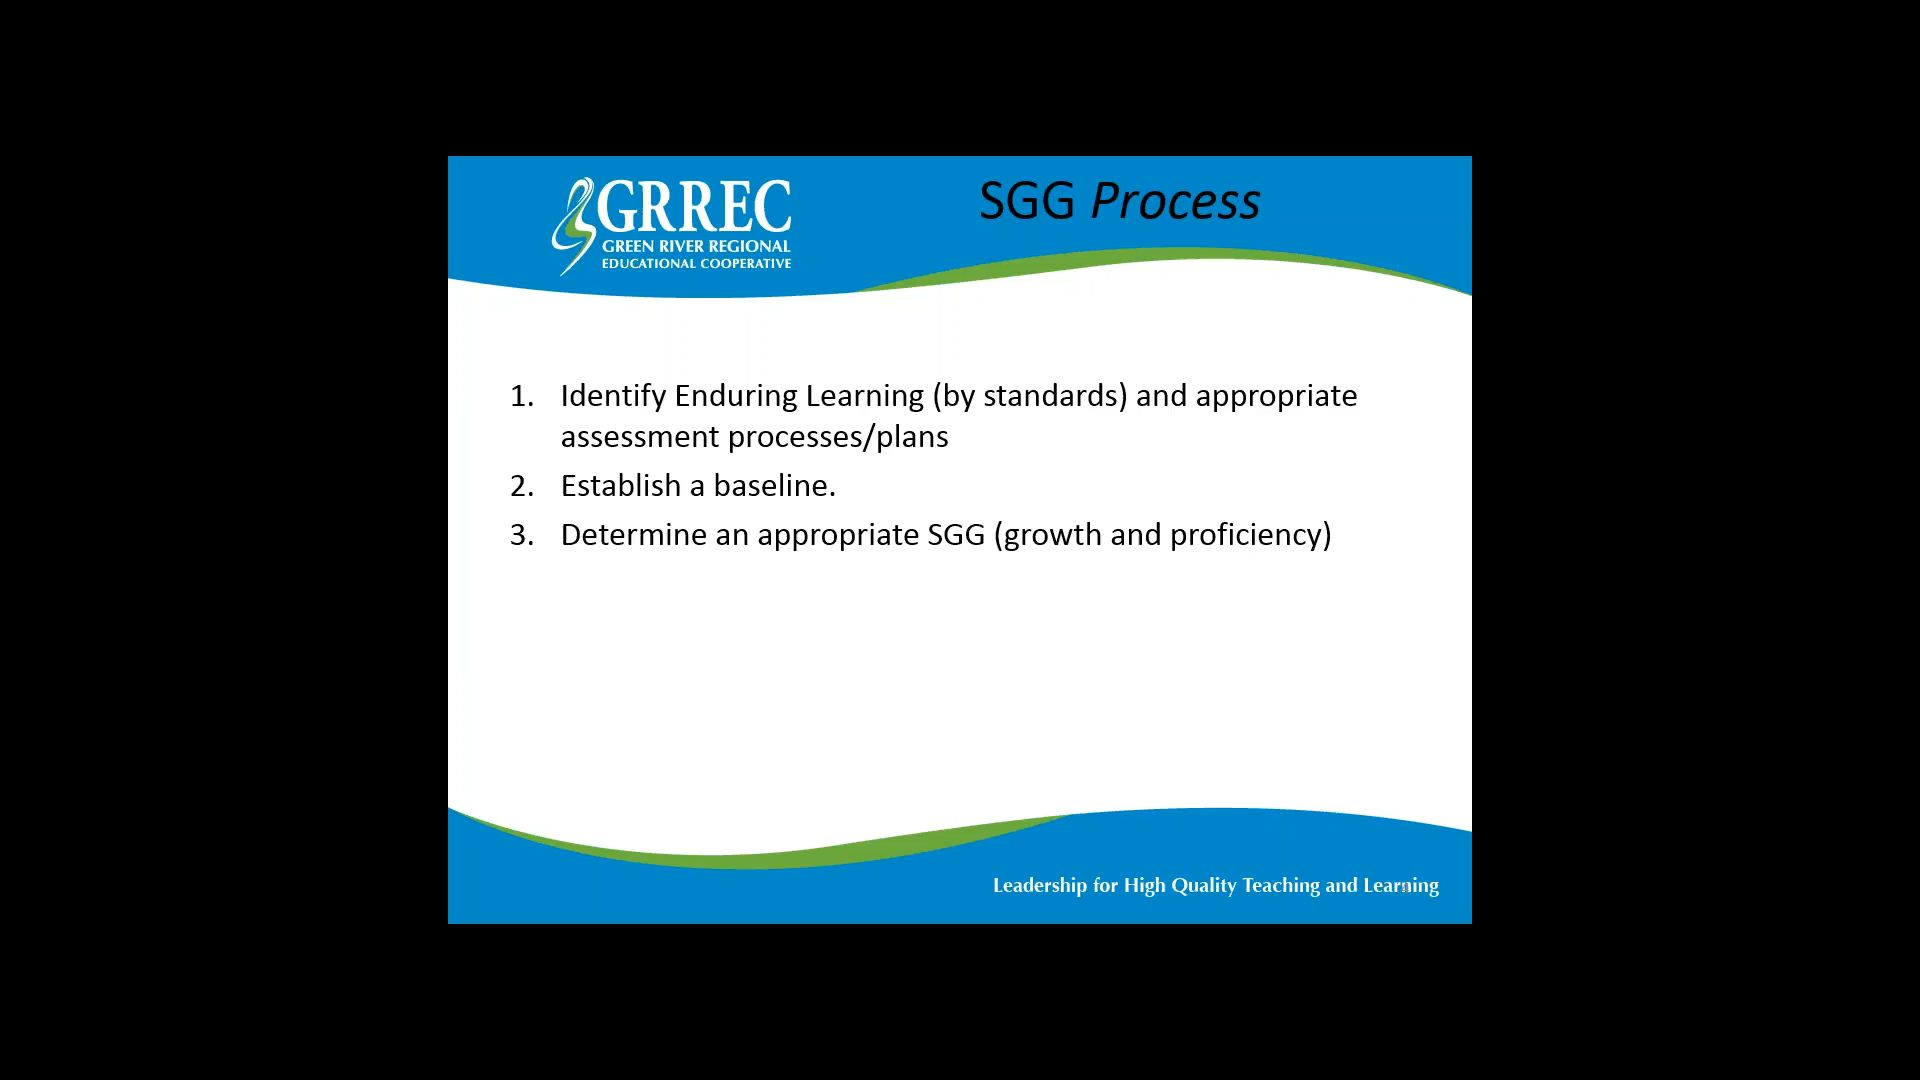 GRREC
GREEN RIVER REGIONAL
EDUCATIONAL COOPERATIVE
SGG Process
1. Identify Enduring Learning (by standards) and appropriate
assessment processes/plans
2. Establish a baseline.
3. Determine an appropriate SGG (growth and proficiency)
Leadership for High Quality Teaching and Learning